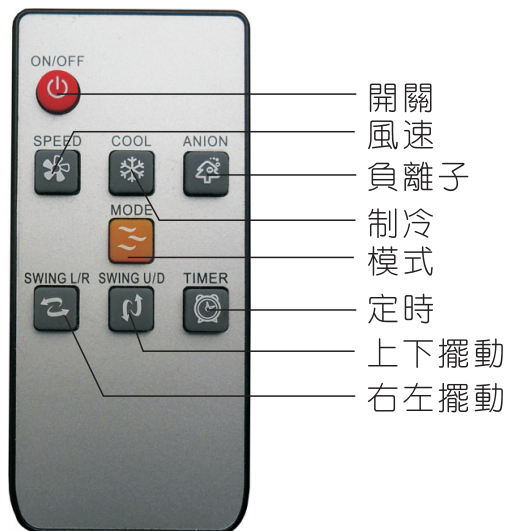 ON/OFF
SPEED COOL ANION
MODE
SWING L/R SWING U/D TIMER
開關
風速
負離子
制冷
模式
定時
上下擺動
右左擺動